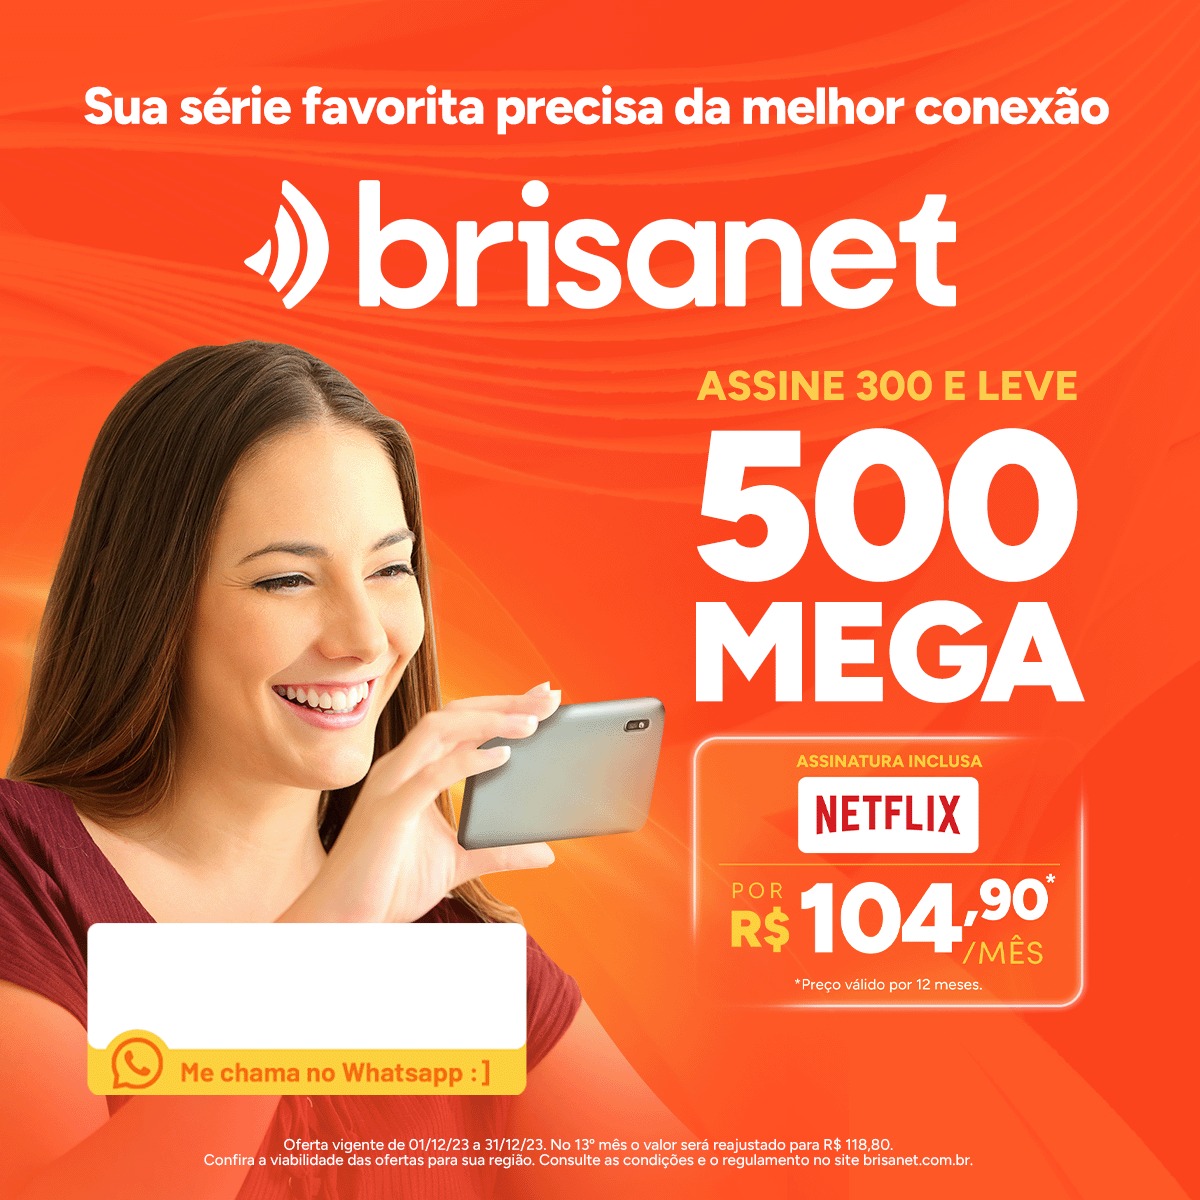 Sua série favorita precisa da melhor conexão
brisanet
ASSINE 300 E LEVE
500
MEGA
ASSINATURA INCLUSA
NETFLIX
POR
R$ 104,90*
/MÊS
*Preço válido por 12 meses.
Me chama no Whatsapp :]
Oferta vigente de 01/12/23 a 31/12/23. No 13º mês o valor será reajustado para R$ 118,80.
Confira a viabilidade das ofertas para sua região. Consulte as condições e o regulamento no site brisanet.com.br.